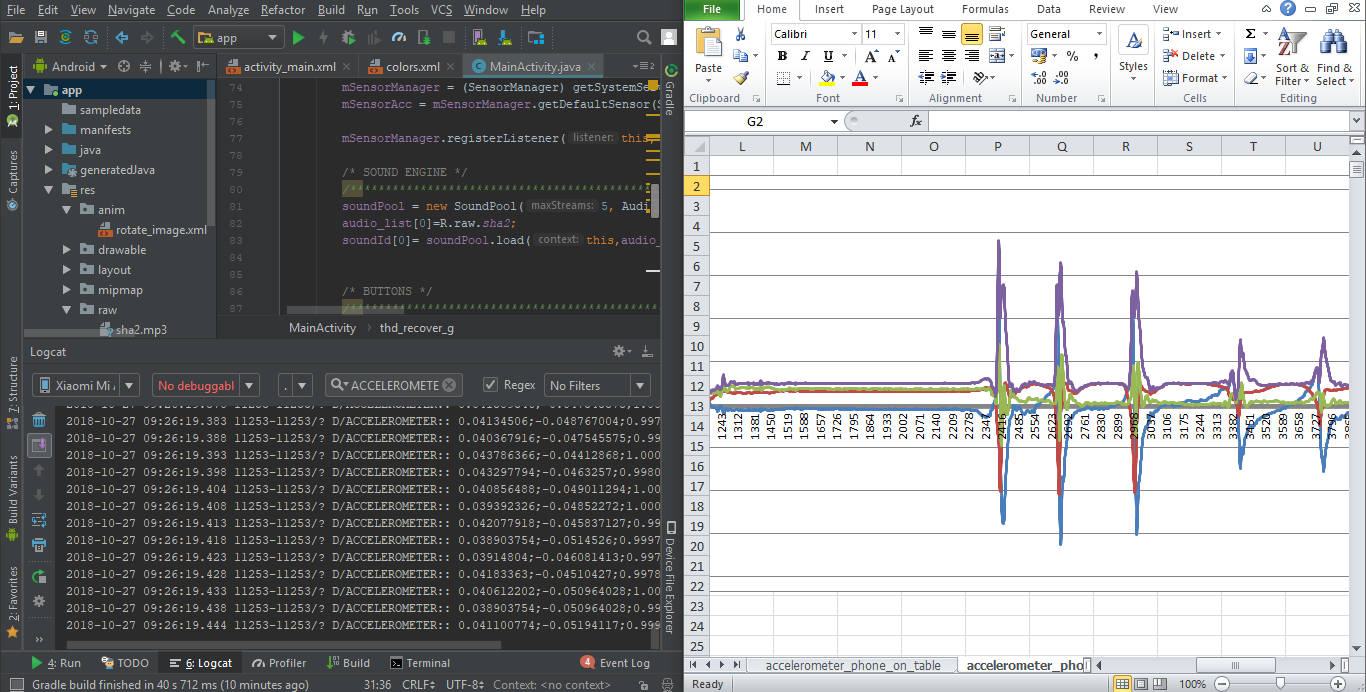 File Edit View Navigate Code Analyze Refactor Build Run Tools VCS Window Help
app
1: Project
Captures
7: Structure
Build Variants
2: Favorites
Android
app
sampledata
manifests
java
generatedJava
res
anim
rotate_image.xml
drawable
layout
mipmap
raw
sha2.mp3
activity_main.xml colors.xml MainActivity.java
74 mSensorManager = (SensorManager) getSystemSe
75 mSensorAcc = mSensorManager.getDefaultSensor(S
76
77 mSensorManager.registerListener( listener: this,
78
79 /* SOUND ENGINE */
80
81 soundPool = new SoundPool( maxStreams: 5, Audi
82 audio_list[0]=R.raw.sha2;
83 soundId[0]= soundPool.load( context: this,audio_
84
85
86 /* BUTTONS */
87
MainActivity › thd_recover_g
Gradle
Device File Explorer
Logcat
Xiaomi Mi No debuggabl . ACCELEROMETE Regex No Filters
2018-10-27 09:26:19.383 11253-11253/? D/ACCELEROMETER:: 0.04134506;-0.048767004;0.997
2018-10-27 09:26:19.388 11253-11253/? D/ACCELEROMETER:: 0.040367916;-0.047545575;0.99
2018-10-27 09:26:19.393 11253-11253/? D/ACCELEROMETER:: 0.043786366;-0.04412868;1.000
2018-10-27 09:26:19.398 11253-11253/? D/ACCELEROMETER:: 0.043297794;-0.0463257;0.9980
2018-10-27 09:26:19.404 11253-11253/? D/ACCELEROMETER:: 0.040856488;-0.049011294;1.00
2018-10-27 09:26:19.408 11253-11253/? D/ACCELEROMETER:: 0.039392326;-0.04852272;1.000
2018-10-27 09:26:19.413 11253-11253/? D/ACCELEROMETER:: 0.042077918;-0.045837127;0.99
2018-10-27 09:26:19.418 11253-11253/? D/ACCELEROMETER:: 0.038903754;-0.0514526;0.9997
2018-10-27 09:26:19.423 11253-11253/? D/ACCELEROMETER:: 0.03914804;-0.046081413;0.997
2018-10-27 09:26:19.428 11253-11253/? D/ACCELEROMETER:: 0.04183363;-0.04510427;0.9978
2018-10-27 09:26:19.433 11253-11253/? D/ACCELEROMETER:: 0.040612202;-0.050964028;1.00
2018-10-27 09:26:19.438 11253-11253/? D/ACCELEROMETER:: 0.038903754;-0.050964028;0.99
2018-10-27 09:26:19.444 11253-11253/? D/ACCELEROMETER:: 0.041100774;-0.05194117;0.999
4: Run TODO 6: Logcat Profiler Build Terminal 4 Event Log
Gradle build finished in 40 s 712 ms (10 minutes ago) 31:36 CRLF UTF-8 Context: <no context>
File Home Insert Page Layout Formulas Data Review View
Paste
Clipboard
Calibri 11
B I U A A
Font
Alignment
General
% ,
Number
Styles
Insert
Delete
Format
Cells
Sort & Filter
Find & Select
Editing
G2 fx
L M N O P Q R S T U
1
2
3
4
5
6
7
8
9
10
11
12
13
14
15
16
17
18
19
20
21
22
23
24
25
1243 1312 1381 1450 1519 1588 1657 1726 1795 1864 1933 2002 2071 2140 2209 2278 2347 2416 2485 2554 2623 2692 2761 2830 2899 2968 3037 3106 3175 3244 3313 3382 3451 3520 3589 3658 3727 3796
accelerometer_phone_on_table accelerometer_pho
Ready 100%